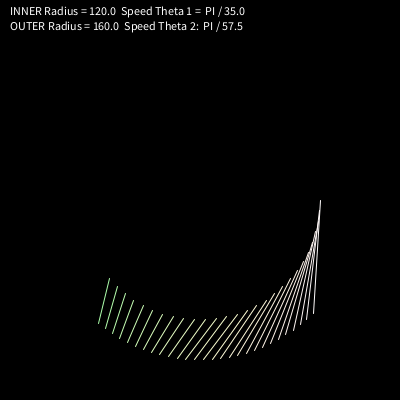 INNER Radius = 120.0  Speed Theta 1 =  PI / 35.0
OUTER Radius = 160.0  Speed Theta 2:  PI / 57.5